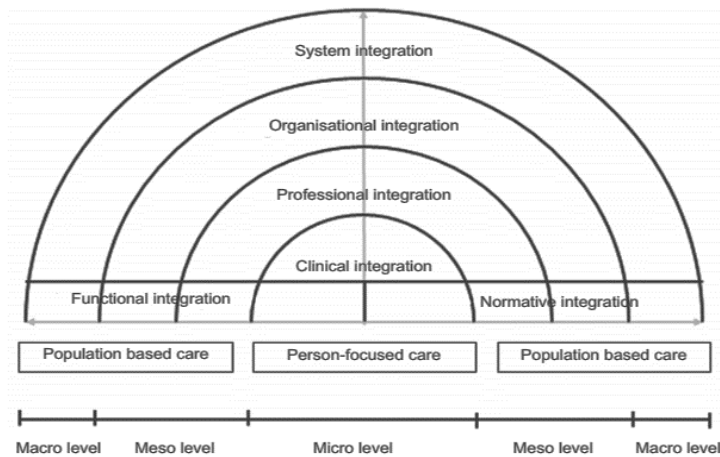 System integration
Organisational integration
Professional integration
Clinical integration
Functional integration
Normative integration
Population based care
Person-focused care
Population based care
Macro level
Meso level
Micro level
Meso level
Macro level